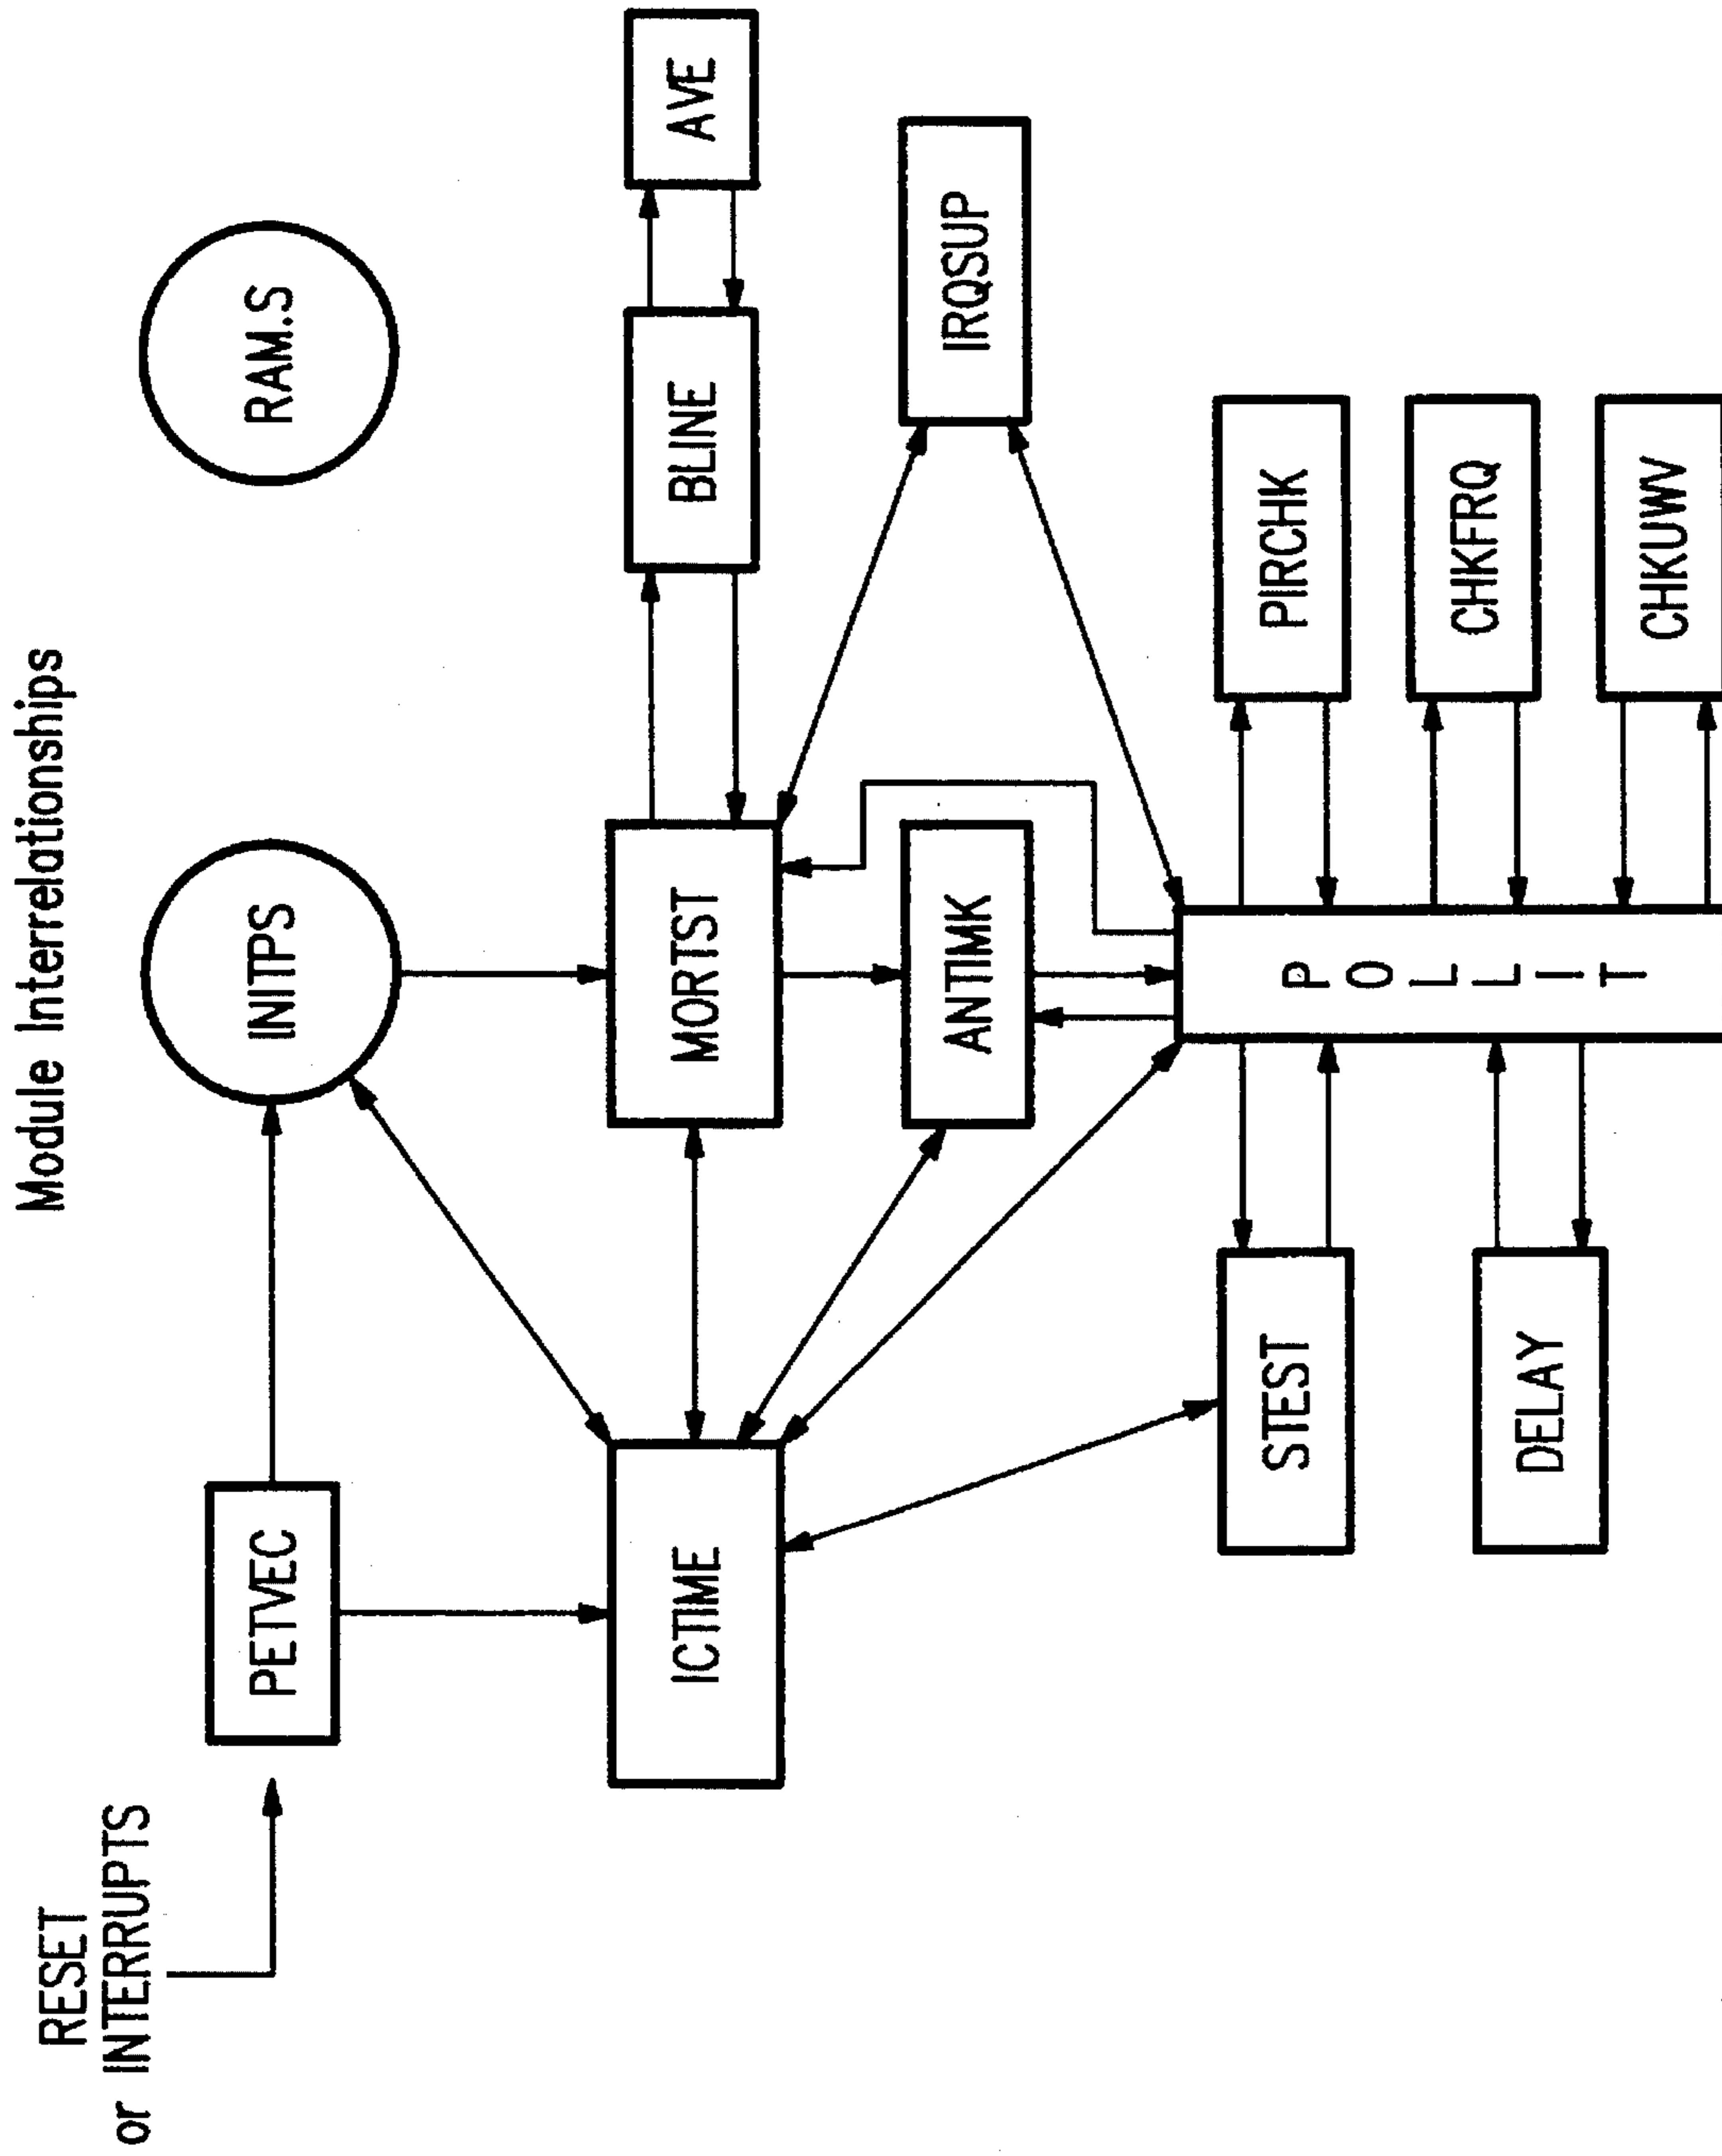 Module Interrelationships
RESET
or INTERRUPTS
PETVEC
INITPS
RAM.S
ICTIME
MORTST
BLINE
AVE
ANTIMK
IRQSUP
STEST
DELAY
POLLIT
PIRCHK
CHKFRQ
CHKUWV